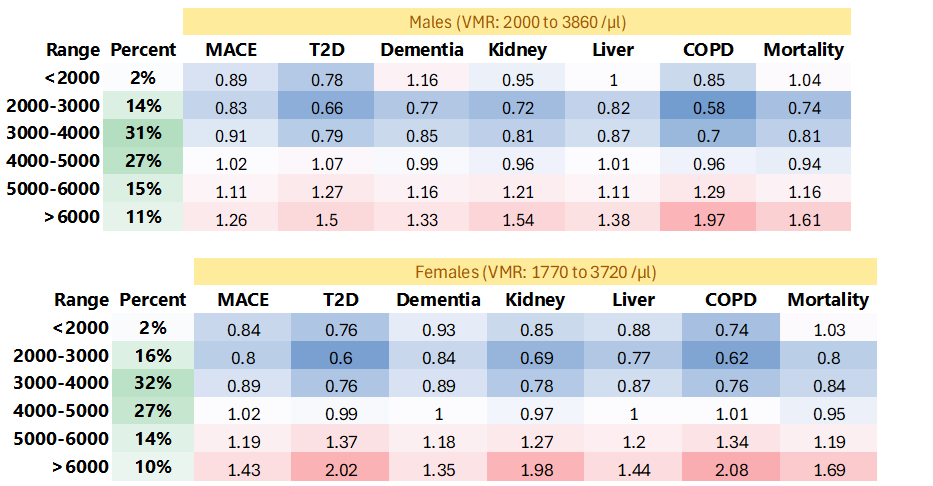 Males (VMR: 2000 to 3860 /µl)
Range Percent MACE T2D Dementia Kidney Liver COPD Mortality
<2000 2% 0.89 0.78 1.16 0.95 1 0.85 1.04
2000-3000 14% 0.83 0.66 0.77 0.72 0.82 0.58 0.74
3000-4000 31% 0.91 0.79 0.85 0.81 0.87 0.7 0.81
4000-5000 27% 1.02 1.07 0.99 0.96 1.01 0.96 0.94
5000-6000 15% 1.11 1.27 1.16 1.21 1.11 1.29 1.16
>6000 11% 1.26 1.5 1.33 1.54 1.38 1.97 1.61
Females (VMR: 1770 to 3720 /µl)
Range Percent MACE T2D Dementia Kidney Liver COPD Mortality
<2000 2% 0.84 0.76 0.93 0.85 0.88 0.74 1.03
2000-3000 16% 0.8 0.6 0.84 0.69 0.77 0.62 0.8
3000-4000 32% 0.89 0.76 0.89 0.78 0.87 0.76 0.84
4000-5000 27% 1.02 0.99 1 0.97 1 1.01 0.95
5000-6000 14% 1.19 1.37 1.18 1.27 1.2 1.34 1.19
>6000 10% 1.43 2.02 1.35 1.98 1.44 2.08 1.69